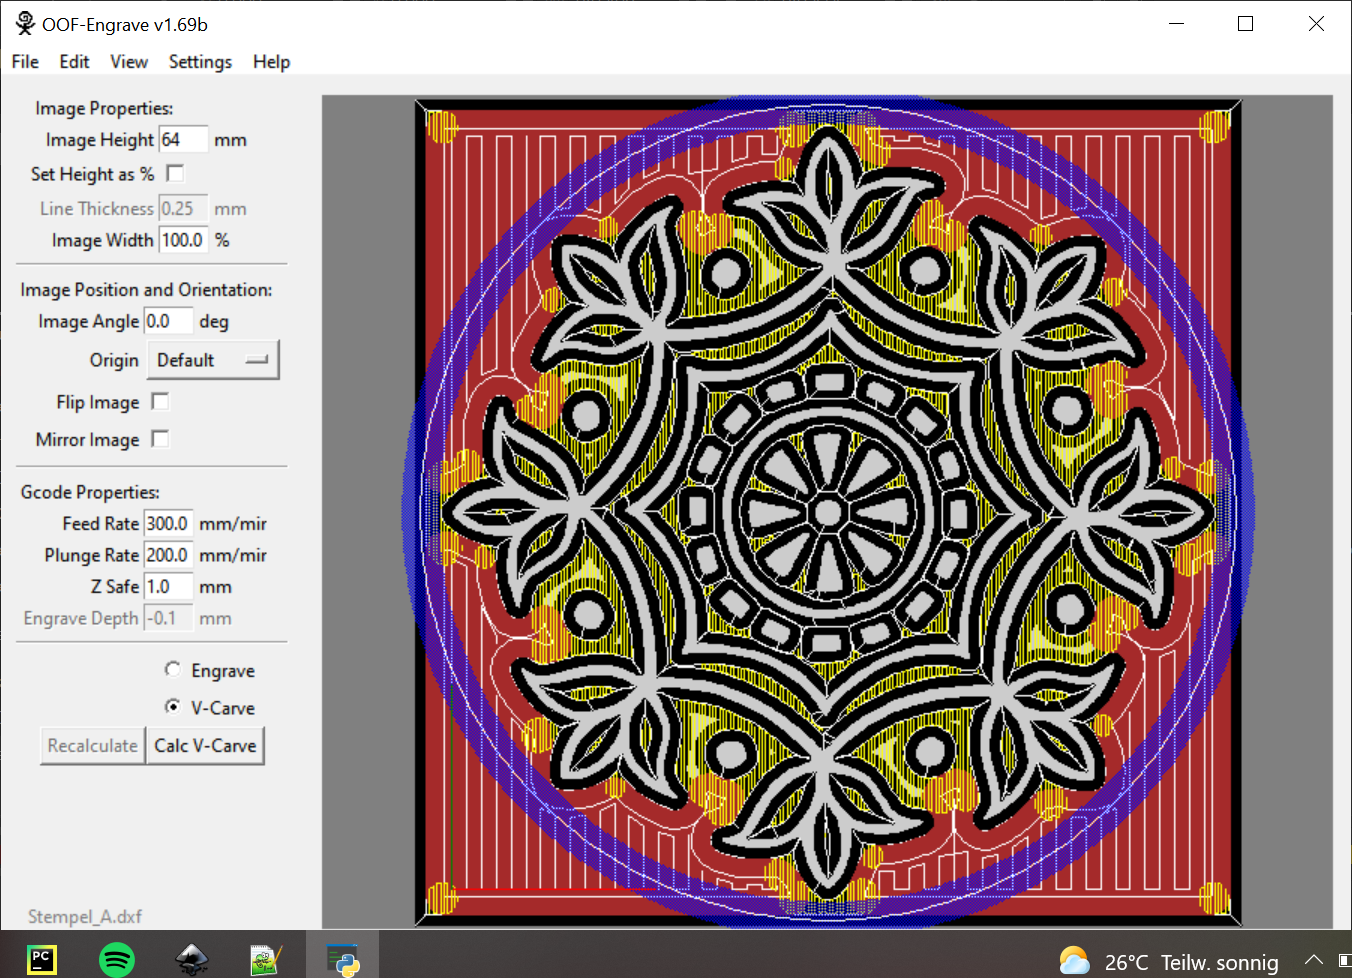 OOF-Engrave v1.69b
File Edit View Settings Help
Image Properties:
Image Height 64 mm
Set Height as %
Line Thickness 0.25 mm
Image Width 100.0 %
Image Position and Orientation:
Image Angle 0.0 deg
Origin Default
Flip Image
Mirror Image
Gcode Properties:
Feed Rate 300.0 mm/mir
Plunge Rate 200.0 mm/mir
Z Safe 1.0 mm
Engrave Depth -0.1 mm
Engrave
V-Carve
Recalculate Calc V-Carve
Stempel_A.dxf
PC 26°C Teilw. sonnig